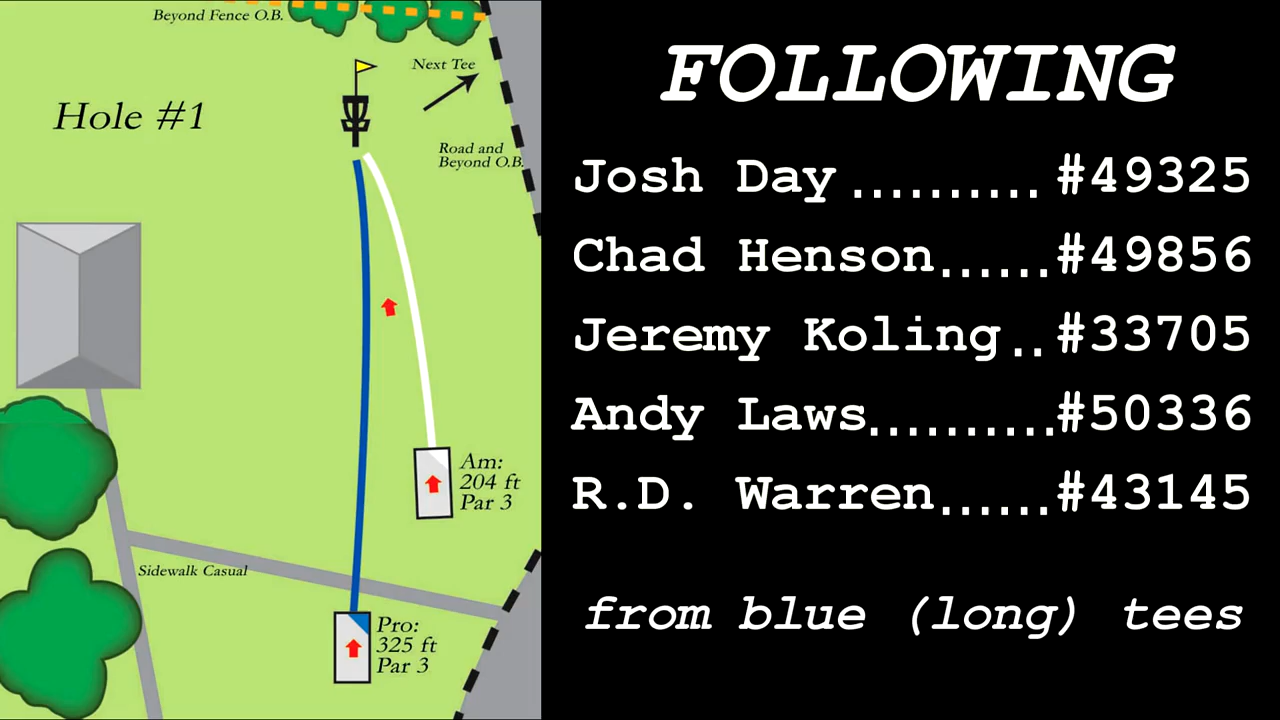 Beyond Fence O.B.
Next Tee
Hole #1
Road and
Beyond O.B.
Am:
204 ft
Par 3
Sidewalk Casual
Pro:
325 ft
Par 3
FOLLOWING
Josh Day .......... #49325
Chad Henson......#49856
Jeremy Koling..#33705
Andy Laws..........#50336
R.D. Warren......#43145
from blue (long) tees